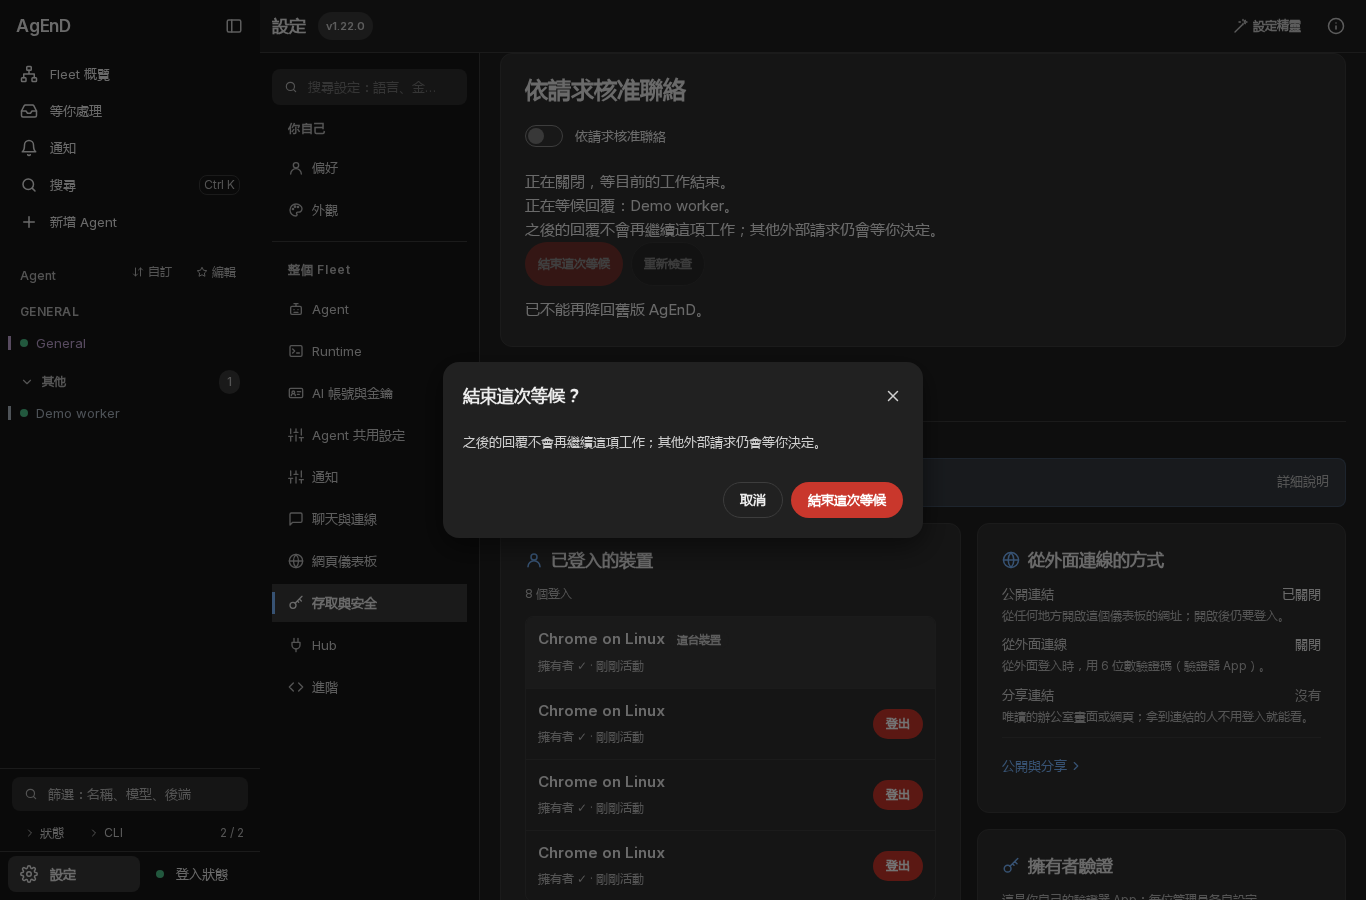 AgEnD
Fleet 概覽
等你處理
通知
搜尋
Ctrl K
新增 Agent
Agent
自訂
編輯
GENERAL
General
其他
1
Demo worker
篩選：名稱、模型、後端
狀態
CLI
2 / 2
設定
登入狀態
設定
v1.22.0
設定精靈
搜尋設定：語言、金…
你自己
偏好
外觀
整個 Fleet
Agent
Runtime
AI 帳號與金鑰
Agent 共用設定
通知
聊天與連線
網頁儀表板
存取與安全
Hub
進階
依請求核准聯絡
依請求核准聯絡
正在關閉，等目前的工作結束。
正在等候回覆：Demo worker。
之後的回覆不會再繼續這項工作；其他外部請求仍會等你決定。
結束這次等候
重新檢查
已不能再降回舊版 AgEnD。
結束這次等候？
之後的回覆不會再繼續這項工作；其他外部請求仍會等你決定。
取消
結束這次等候
詳細說明
已登入的裝置
8 個登入
Chrome on Linux
這台裝置
擁有者 ✓ · 剛剛活動
Chrome on Linux
擁有者 ✓ · 剛剛活動
登出
Chrome on Linux
擁有者 ✓ · 剛剛活動
登出
Chrome on Linux
擁有者 ✓ · 剛剛活動
登出
從外面連線的方式
公開連結
已關閉
從任何地方開啟這個儀表板的網址；開啟後仍要登入。
從外面連線
關閉
從外面登入時，用 6 位數驗證碼（驗證器 App）。
分享連結
沒有
唯讀的辦公室畫面或網頁；拿到連結的人不用登入就能看。
公開與分享
擁有者驗證